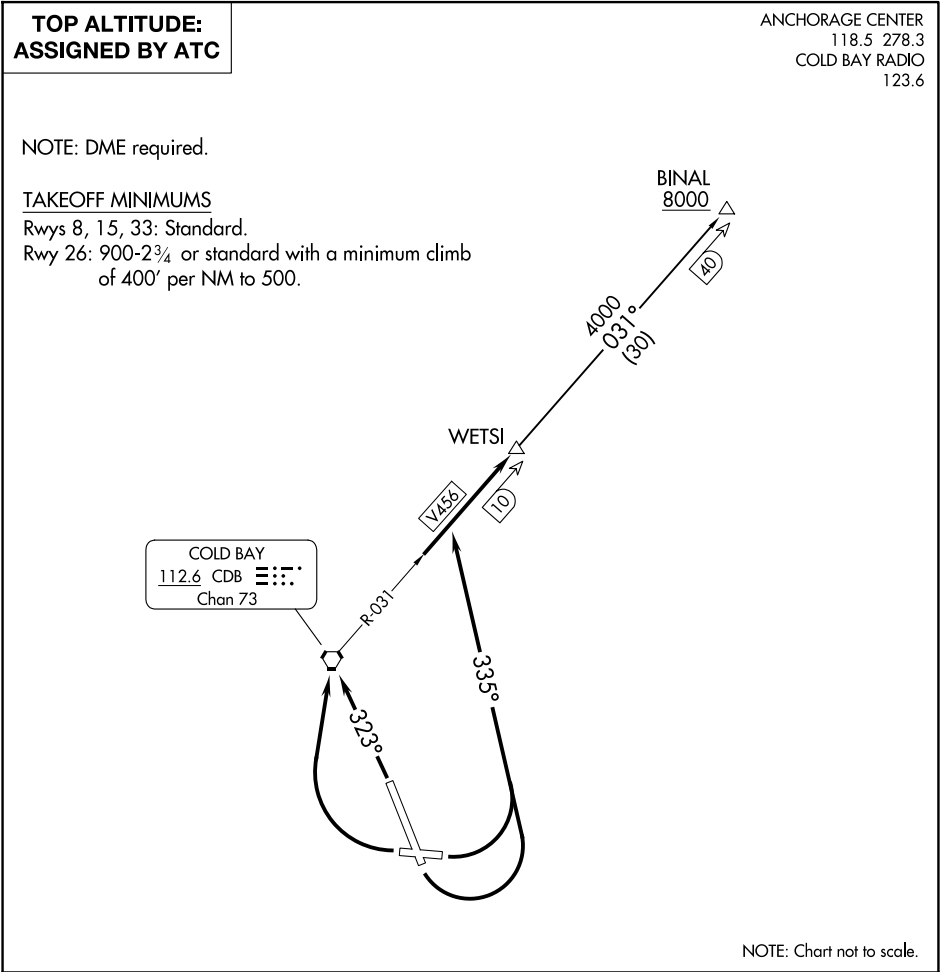 TOP ALTITUDE:
ASSIGNED BY ATC
ANCHORAGE CENTER
118.5 278.3
COLD BAY RADIO
123.6
NOTE: DME required.
TAKEOFF MINIMUMS
Rwys 8, 15, 33: Standard.
Rwy 26: 900-2¾ or standard with a minimum climb
of 400' per NM to 500.
BINAL
8000
40
4000
031°
(30)
WETSI
10
V456
COLD BAY
112.6 CDB
Chan 73
R-031
335°
323°
NOTE: Chart not to scale.